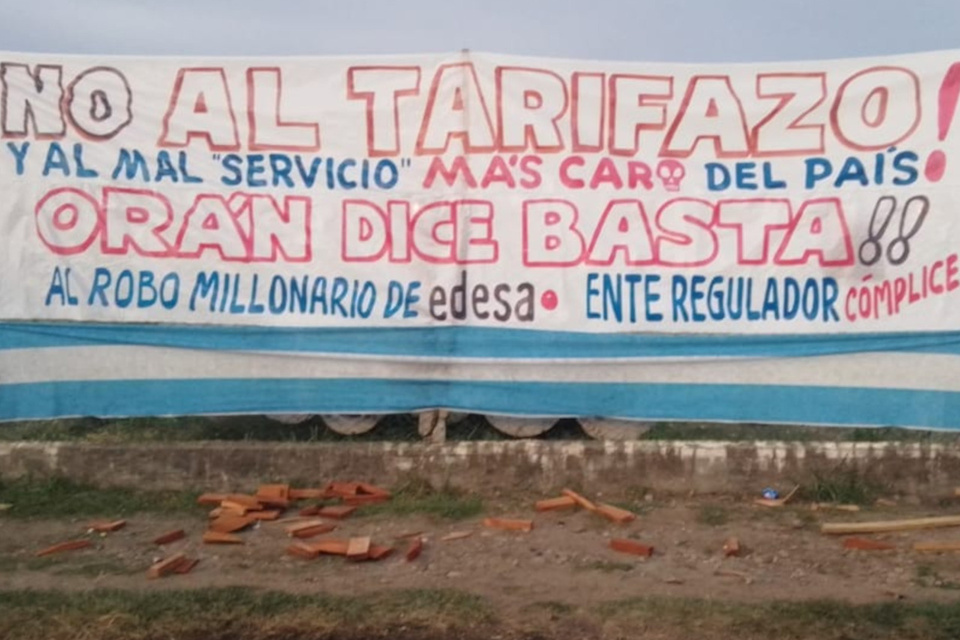 NO AL TARIFAZO!
Y AL MAL "SERVICIO" MÁS CARO DEL PAÍS!
ORÁN DICE BASTA!!
AL ROBO MILLONARIO DE edesa• ENTE REGULADOR CÓMPLICE